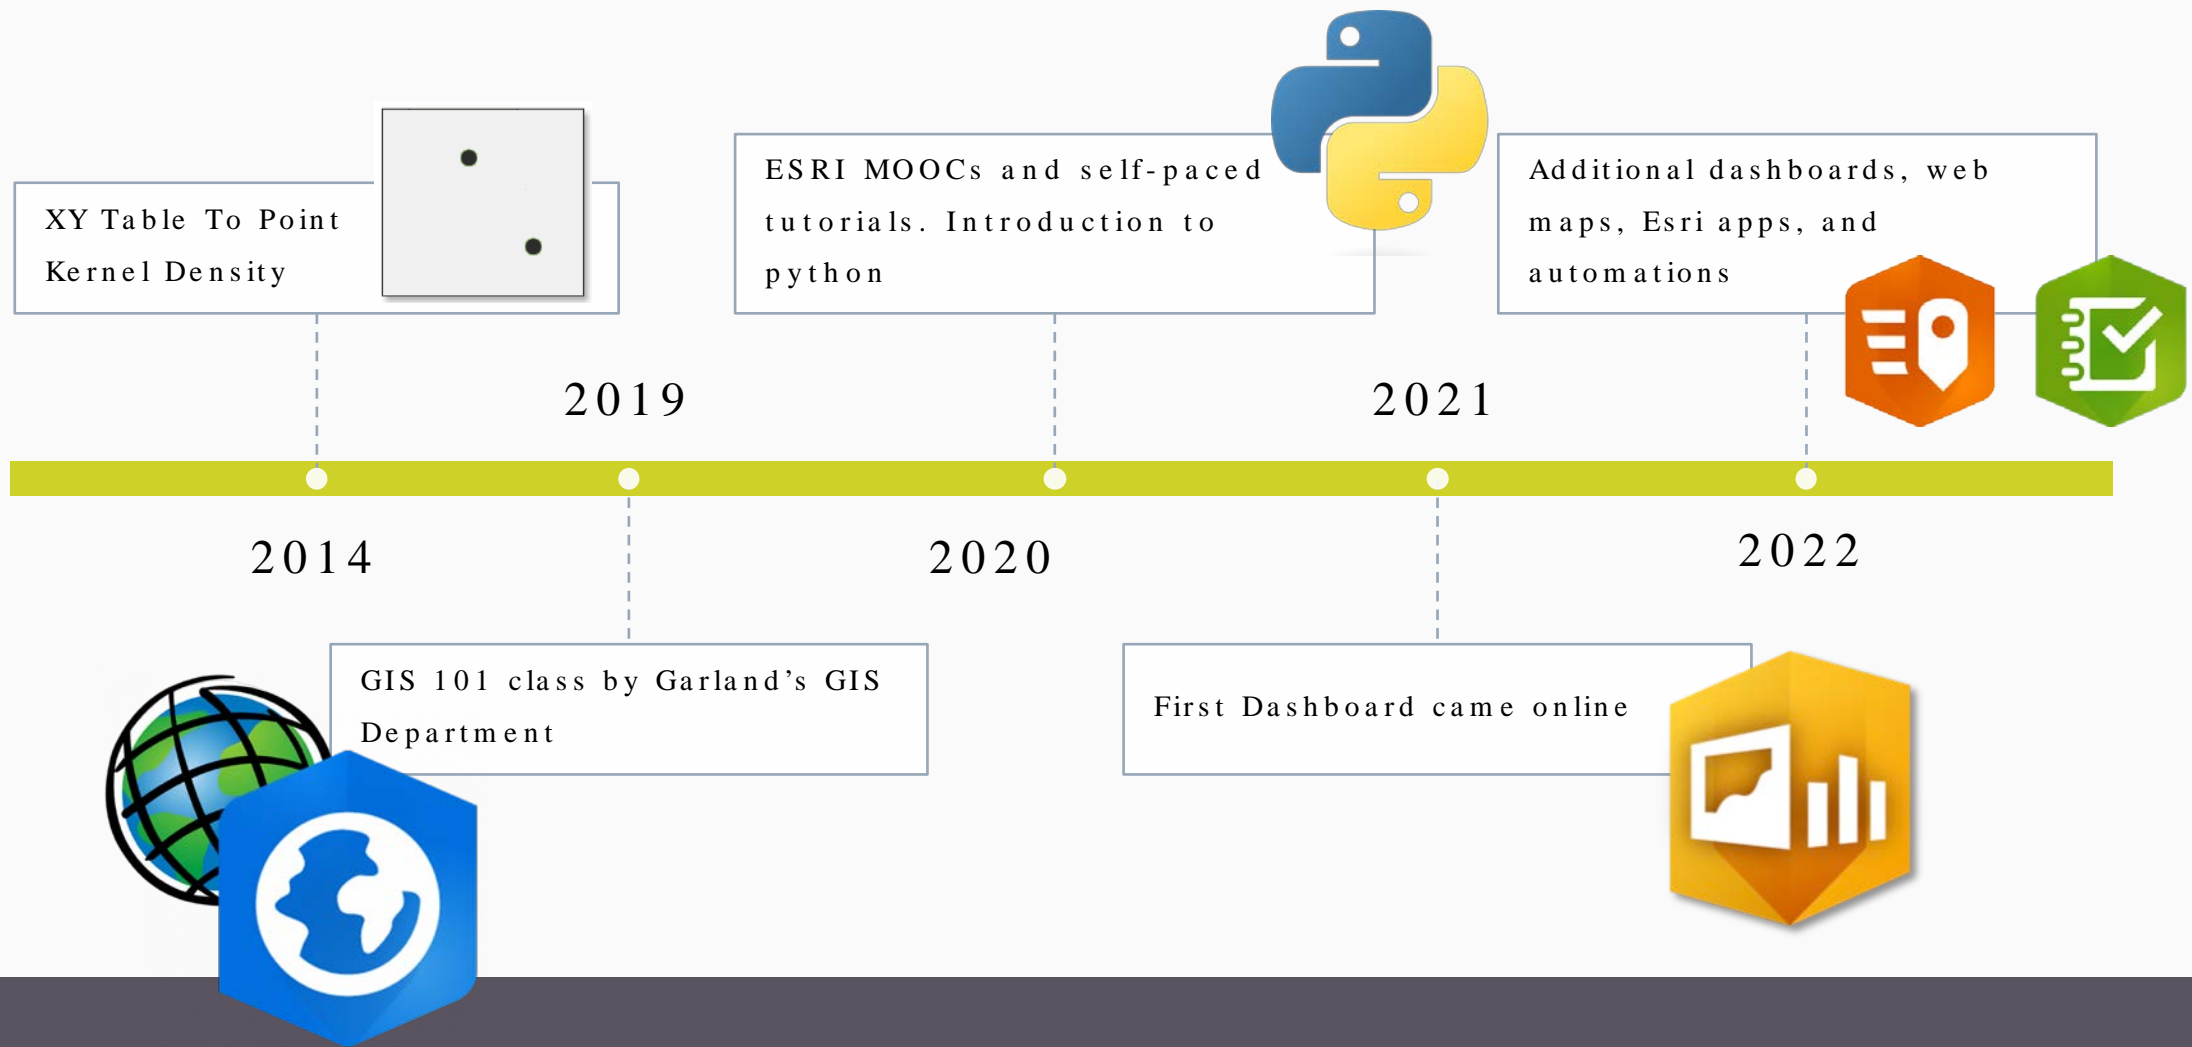 XY Table To Point
Kernel Density
ESRI MOOCs and self-paced
tutorials. Introduction to
python
Additional dashboards, web
maps, Esri apps, and
automations
2019
2021
2014
2020
2022
GIS 101 class by Garland’s GIS
Department
First Dashboard came online